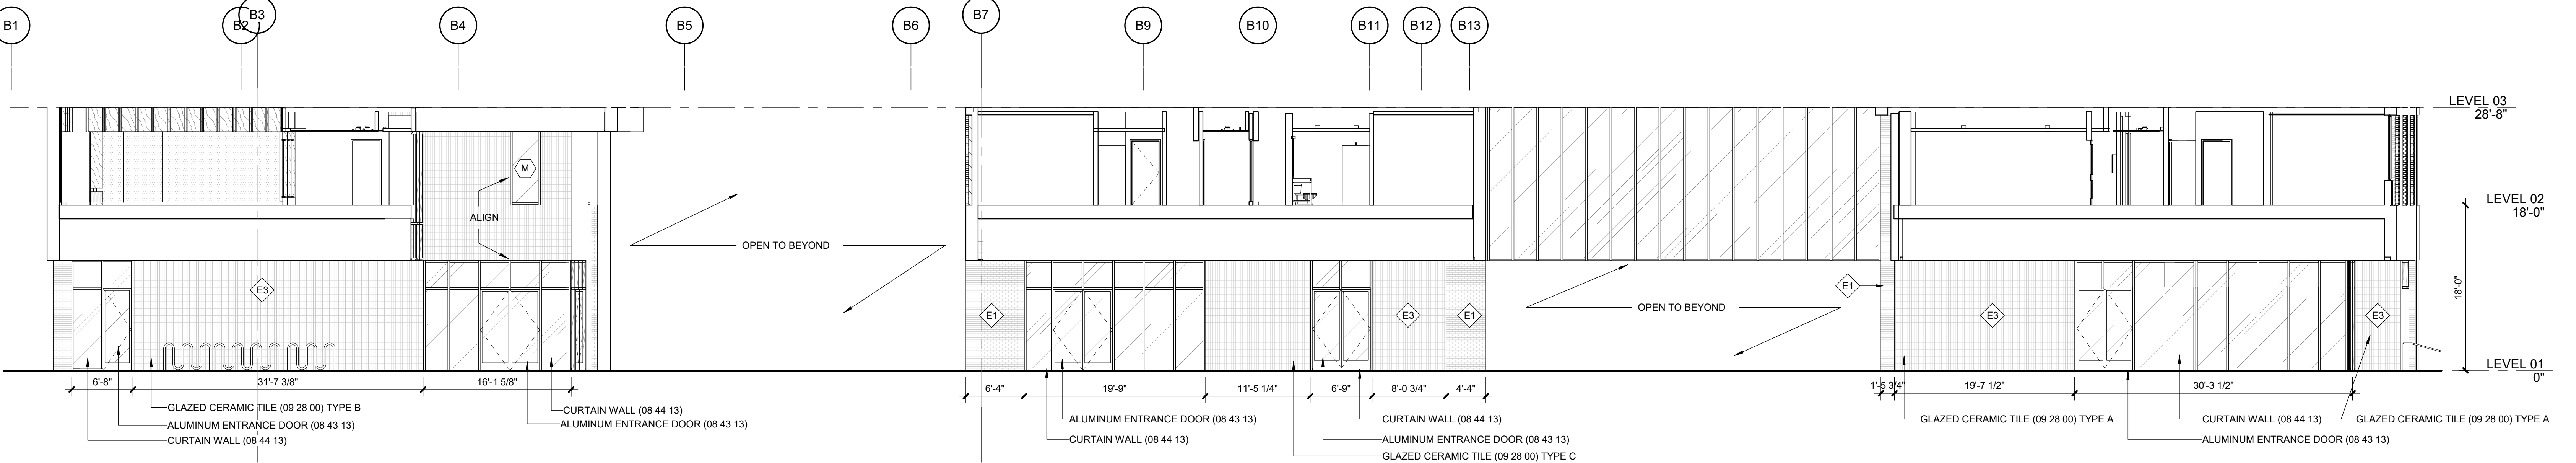 B1
B2
B3
B4
B5
B6
B7
B9
B10
B11
B12
B13
LEVEL 03
28'-8"
M
ALIGN
LEVEL 02
18'-0"
OPEN TO BEYOND
E3
E1
E3
E1
OPEN TO BEYOND
E1
E3
E3
18'-0"
LEVEL 01
0"
6'-8"
31'-7 3/8"
16'-1 5/8"
6'-4"
19'-9"
11'-5 1/4"
6'-9"
8'-0 3/4"
4'-4"
1'-5 3/4"
19'-7 1/2"
30'-3 1/2"
GLAZED CERAMIC TILE (09 28 00) TYPE B
ALUMINUM ENTRANCE DOOR (08 43 13)
CURTAIN WALL (08 44 13)
CURTAIN WALL (08 44 13)
ALUMINUM ENTRANCE DOOR (08 43 13)
ALUMINUM ENTRANCE DOOR (08 43 13)
CURTAIN WALL (08 44 13)
CURTAIN WALL (08 44 13)
ALUMINUM ENTRANCE DOOR (08 43 13)
GLAZED CERAMIC TILE (09 28 00) TYPE C
GLAZED CERAMIC TILE (09 28 00) TYPE A
CURTAIN WALL (08 44 13)
ALUMINUM ENTRANCE DOOR (08 43 13)
GLAZED CERAMIC TILE (09 28 00) TYPE A